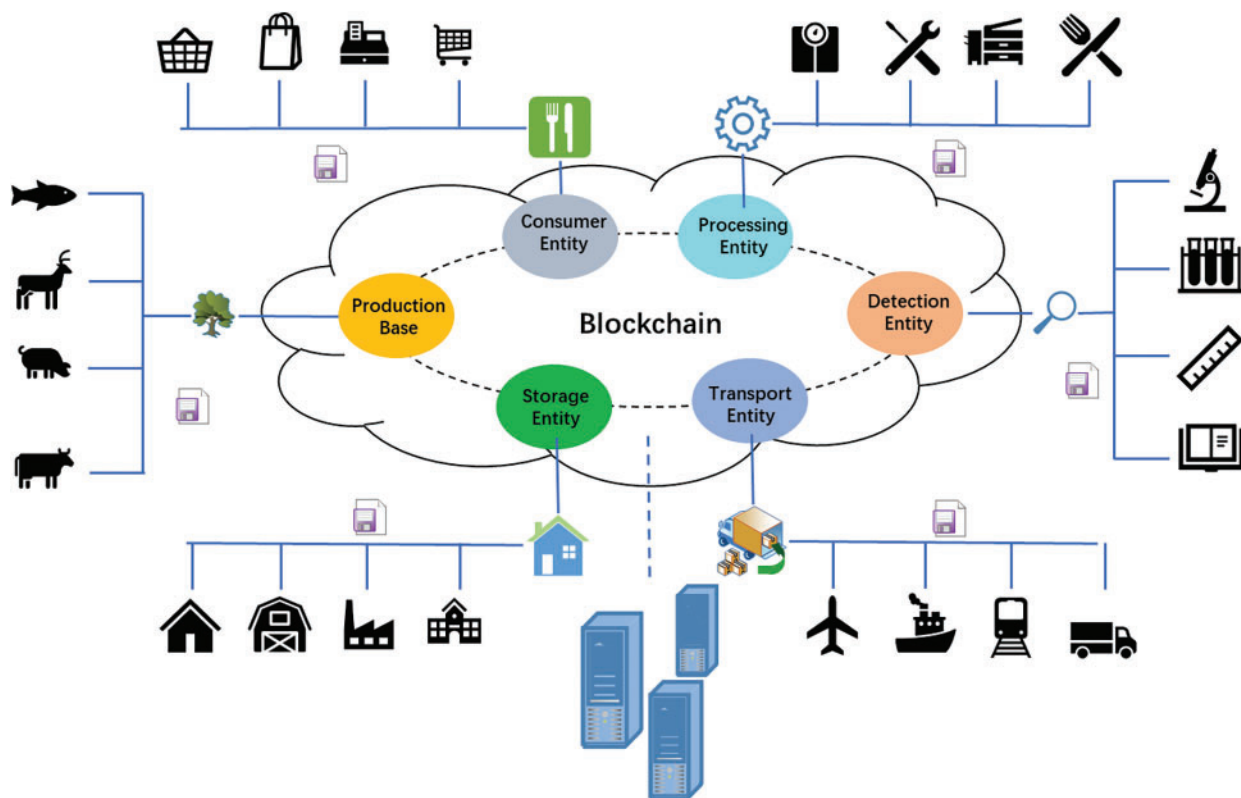 Consumer
Entity
Processing
Entity
Production
Base
Blockchain
Detection
Entity
Storage
Entity
Transport
Entity